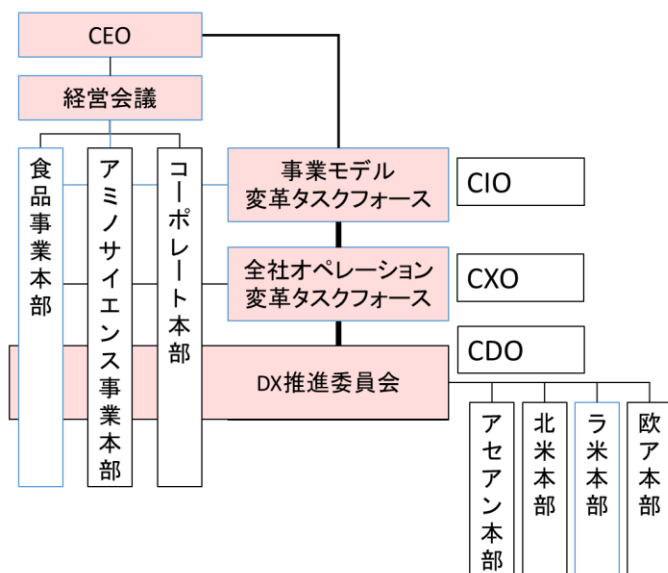 CEO
経営会議
食品事業本部
アミノサイエンス事業本部
コーポレート本部
事業モデル
変革タスクフォース
CIO
全社オペレーション
変革タスクフォース
CXO
CDO
DX推進委員会
アセアン本部
北米本部
ラ米本部
欧ア本部